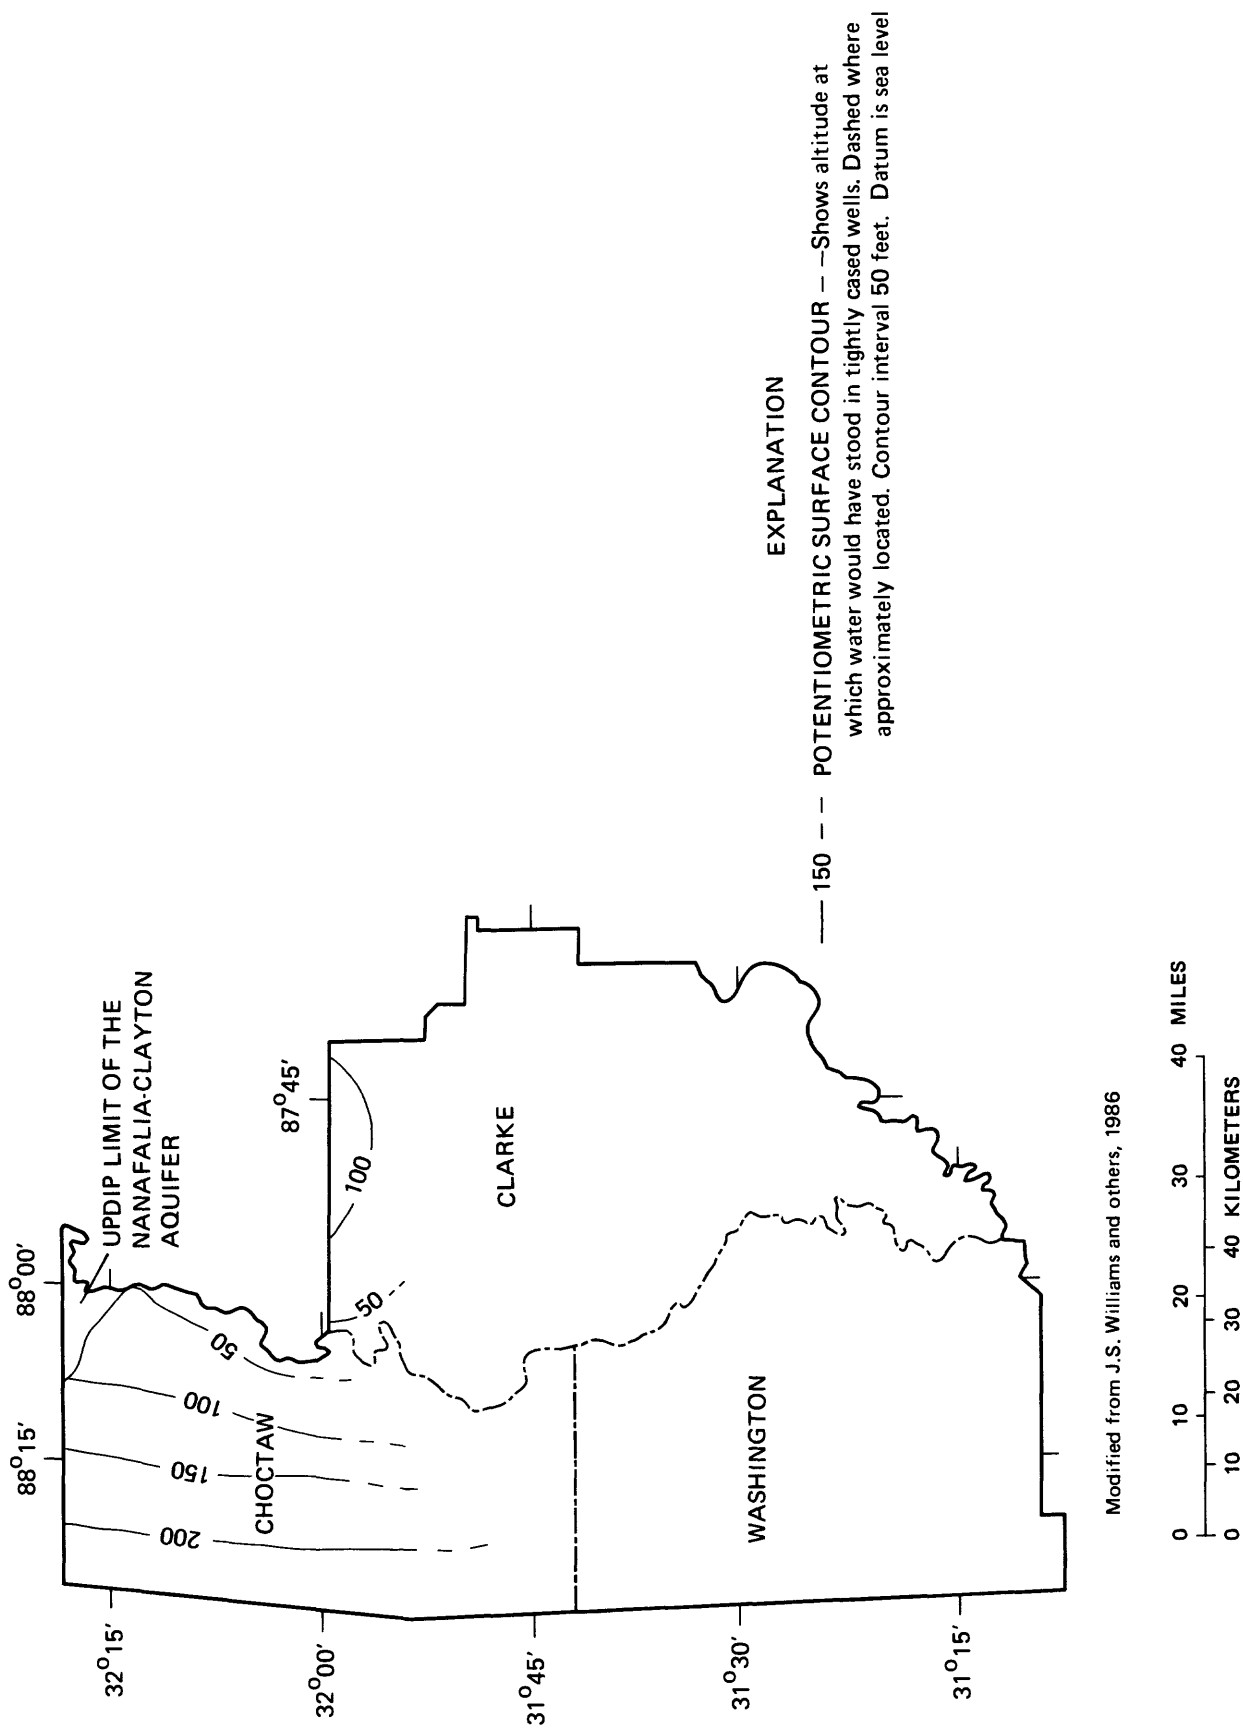 88°15′
88°00′
UPDIP LIMIT OF THE
NANAFALIA-CLAYTON
AQUIFER
32°15′
87°45′
32°00′
200
150
100
50
50
100
CHOCTAW
CLARKE
31°45′
WASHINGTON
31°30′
31°15′
EXPLANATION
150 POTENTIOMETRIC SURFACE CONTOUR — —Shows altitude at
which water would have stood in tightly cased wells. Dashed where
approximately located. Contour interval 50 feet. Datum is sea level
Modified from J.S. Williams and others, 1986
0 10 20 30 40 MILES
0 10 20 30 40 KILOMETERS